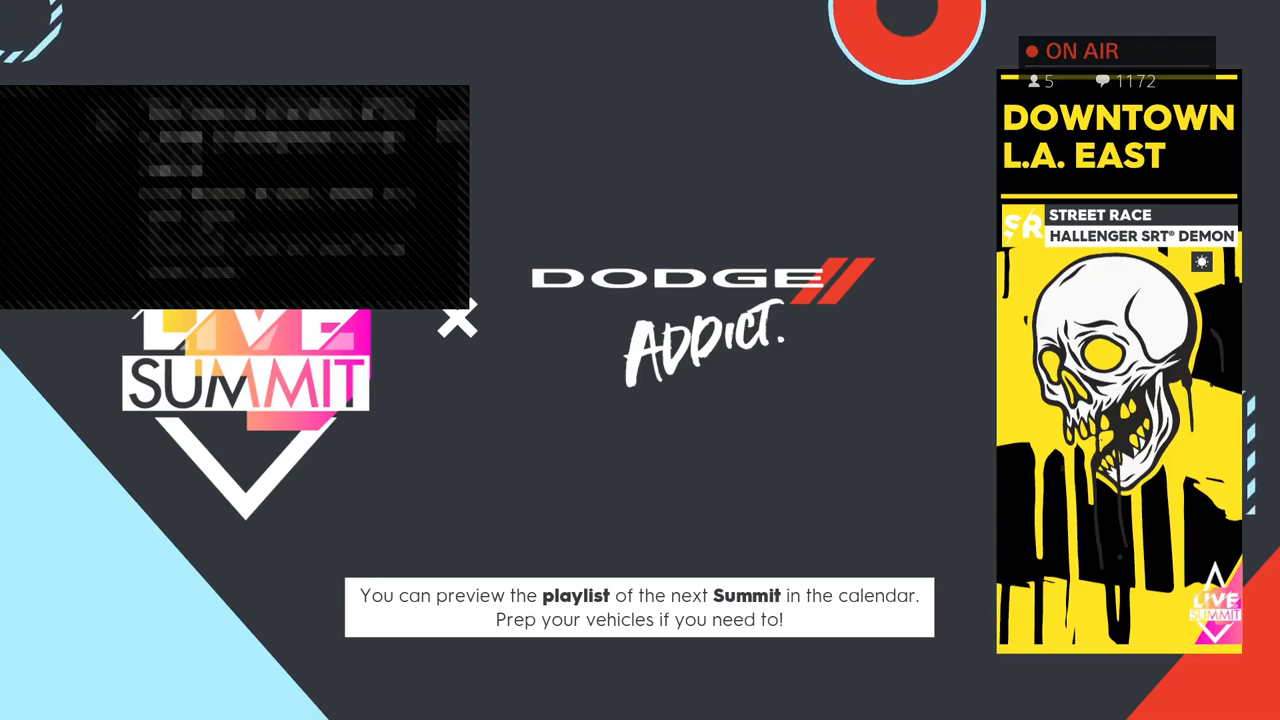 ON AIR
5 1172
DOWNTOWN
L.A. EAST
SR STREET RACE
HALLENGER SRT® DEMON
LIVE
SUMMIT
DODGE
ADDICT.
LIVE
SUMMIT
You can preview the playlist of the next Summit in the calendar.
Prep your vehicles if you need to!